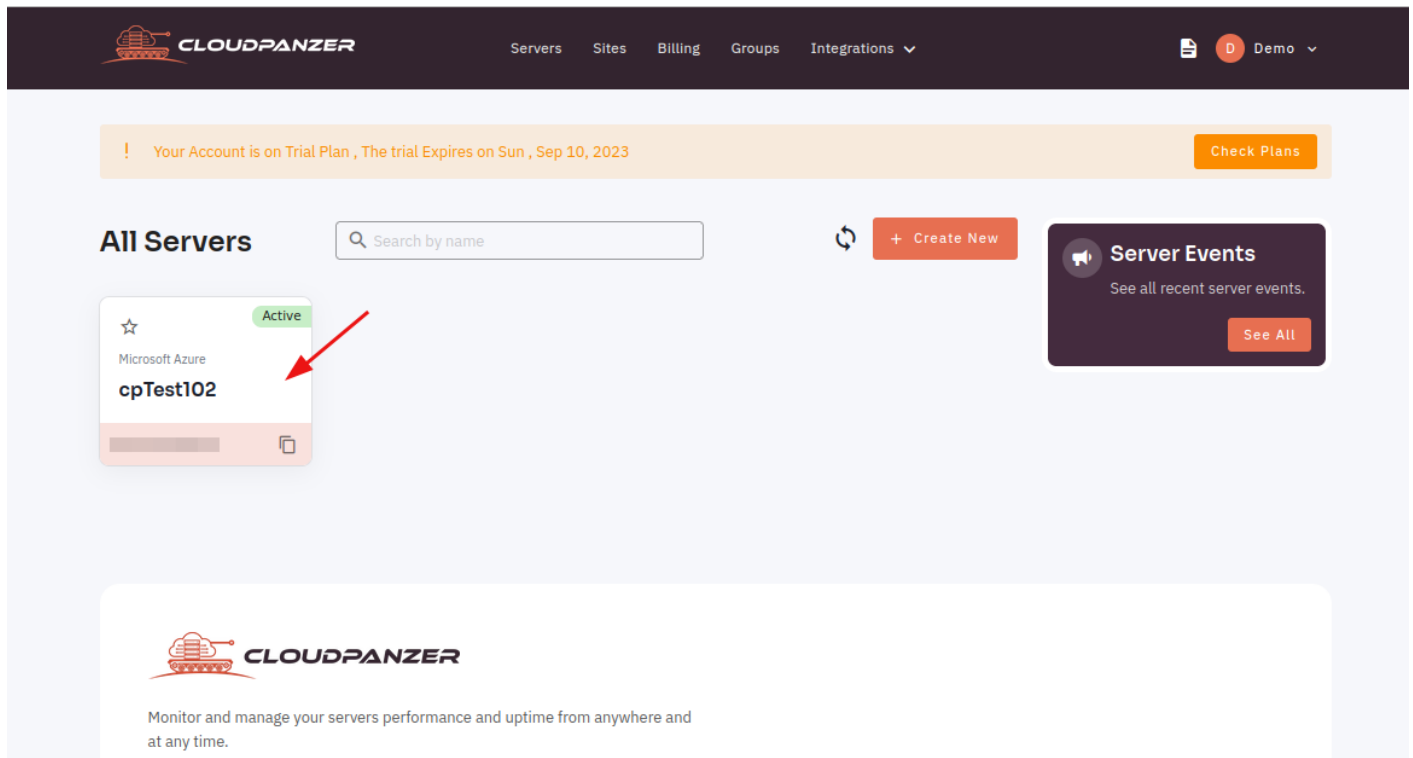 CLOUDPANZER
Servers Sites Billing Groups Integrations
D Demo
! Your Account is on Trial Plan , The trial Expires on Sun , Sep 10, 2023
Check Plans
All Servers
Search by name
+ Create New
Server Events
See all recent server events.
See All
Active
Microsoft Azure
cpTest102
CLOUDPANZER
Monitor and manage your servers performance and uptime from anywhere and
at any time.